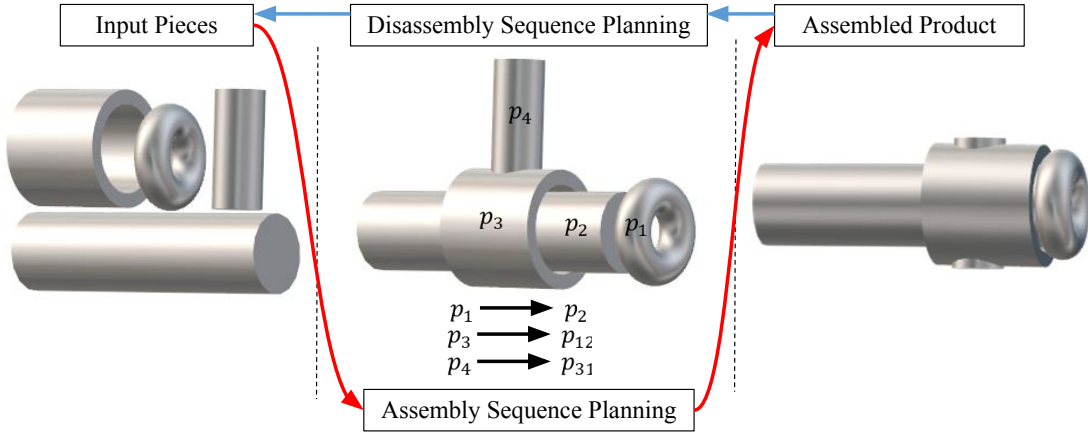 Input Pieces
Disassembly Sequence Planning
Assembled Product
p₄
p₃
p₂
p₁
p₁ → p₂
p₃ → p₁₂
p₄ → p₃₁
Assembly Sequence Planning